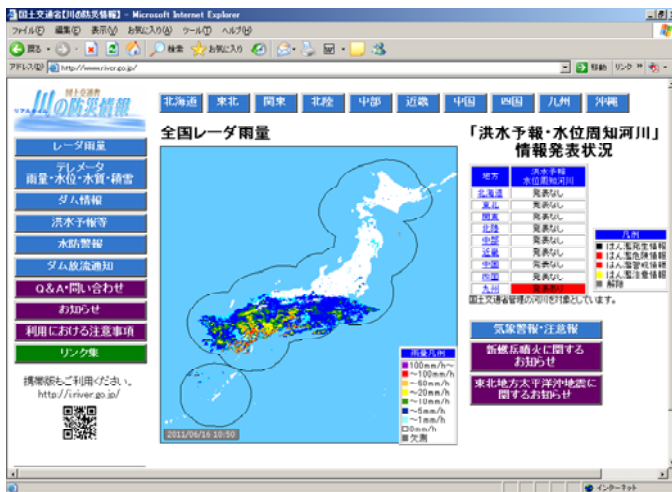 国土交通省【川の防災情報】 - Microsoft Internet Explorer
ファイル(F) 編集(E) 表示(V) お気に入り(A) ツール(T) ヘルプ(H)
戻る 検索 お気に入り
アドレス(D) http://www.river.go.jp/ 移動 リンク
国土交通省
リアルタイム 川の防災情報
北海道 東北 関東 北陸 中部 近畿 中国 四国 九州 沖縄
レーダ雨量
テレメータ
雨量・水位・水質・積雪
ダム情報
洪水予報等
水防警報
ダム放流通知
Q&A・問い合わせ
お知らせ
利用における注意事項
リンク集
携帯版もご利用ください。
http://i.river.go.jp/
全国レーダ雨量
2011/06/16 10:50
雨量凡例
100mm/h~
~100mm/h
~50mm/h
~20mm/h
~10mm/h
~5mm/h
~1mm/h
0mm/h
欠測
「洪水予報・水位周知河川」
情報発表状況
地方 洪水予報
水位周知河川
北海道 発表なし
東北 発表なし
関東 発表なし
北陸 発表なし
中部 発表なし
近畿 発表なし
中国 発表なし
四国 発表なし
九州 発表あり
凡例
はん濫発生情報
はん濫危険情報
はん濫警戒情報
はん濫注意情報
解除
国土交通省管理の河川を対象としています。
気象警報・注意報
新燃岳噴火に関する
お知らせ
東北地方太平洋沖地震に
関するお知らせ
インターネット